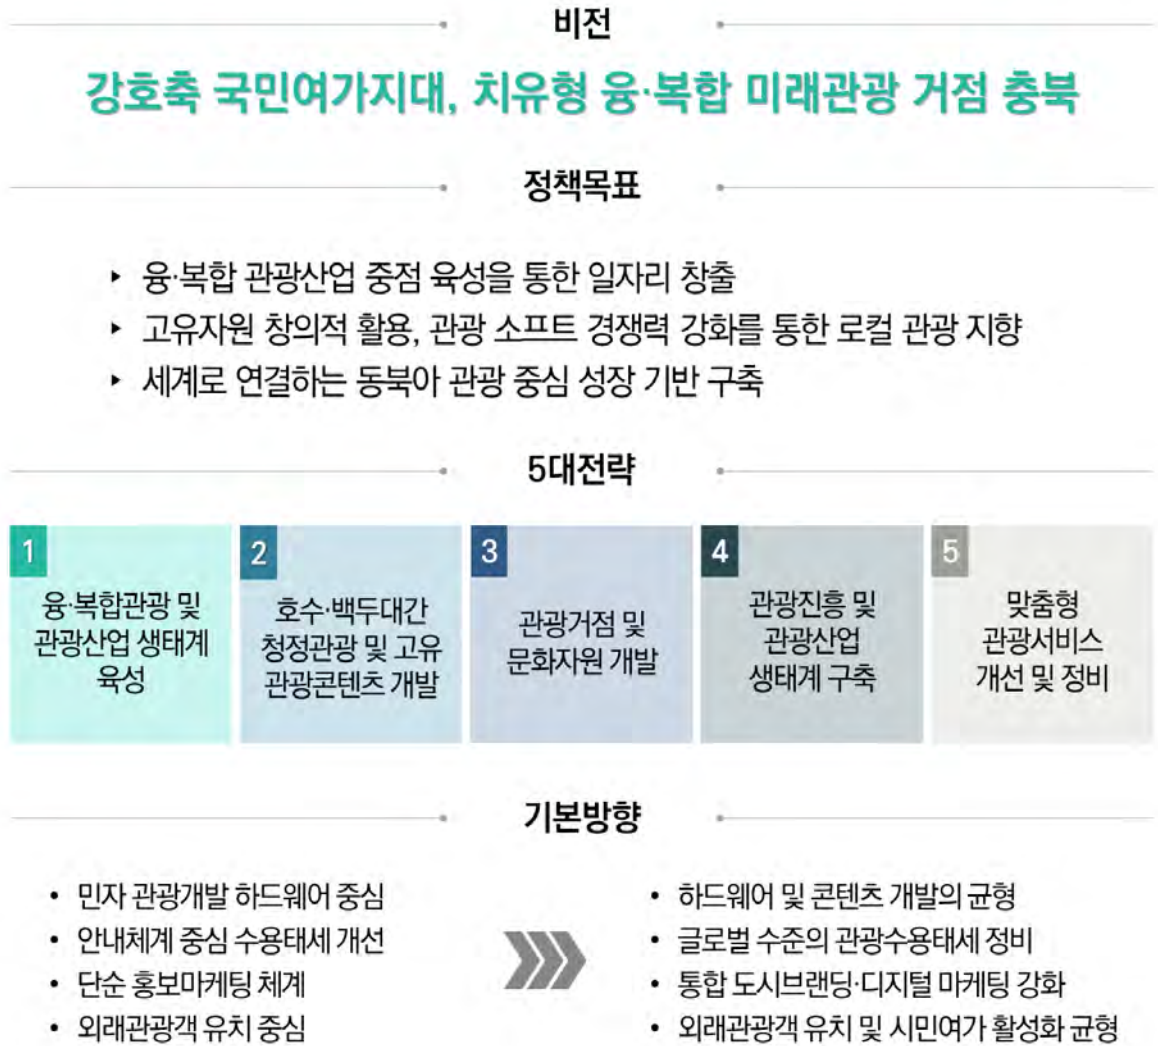 비전
강호축 국민여가지대, 치유형 융·복합 미래관광 거점 충북
정책목표
▸ 융·복합 관광산업 중점 육성을 통한 일자리 창출
▸ 고유자원 창의적 활용, 관광 소프트 경쟁력 강화를 통한 로컬 관광 지향
▸ 세계로 연결하는 동북아 관광 중심 성장 기반 구축
5대전략
1
융·복합관광 및
관광산업 생태계
육성
2
호수·백두대간
청정관광 및 고유
관광콘텐츠 개발
3
관광거점 및
문화자원 개발
4
관광진흥 및
관광산업
생태계 구축
5
맞춤형
관광서비스
개선 및 정비
기본방향
• 민자 관광개발 하드웨어 중심
• 안내체계 중심 수용태세 개선
• 단순 홍보마케팅 체계
• 외래관광객 유치 중심
• 하드웨어 및 콘텐츠 개발의 균형
• 글로벌 수준의 관광수용태세 정비
• 통합 도시브랜딩·디지털 마케팅 강화
• 외래관광객 유치 및 시민여가 활성화 균형